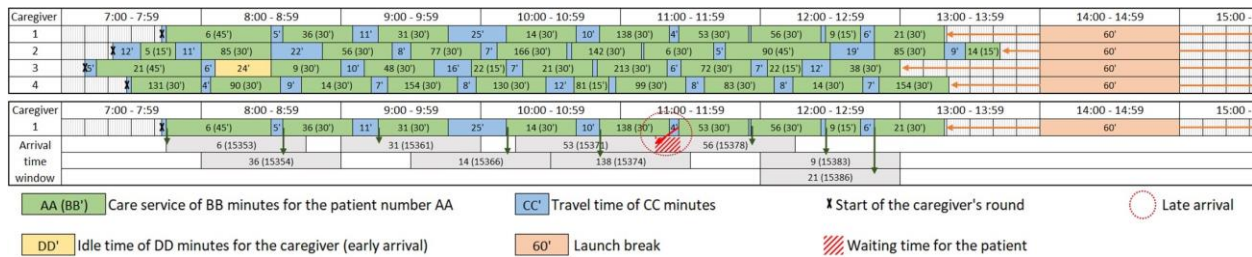 Caregiver 7:00 - 7:59 8:00 - 8:59 9:00 - 9:59 10:00 - 10:59 11:00 - 11:59 12:00 - 12:59 13:00 - 13:59 14:00 - 14:59 15:00 -
1 6 (45') 5' 36 (30') 11' 31 (30') 25' 14 (30') 10' 138 (30') 4' 53 (30') 56 (30') 9 (15') 6' 21 (30') 60'
2 12' 5 (15') 11' 85 (30') 22' 56 (30') 8' 77 (30') 7' 166 (30') 142 (30') 6 (30') 5' 90 (45') 19' 85 (30') 9' 14 (15') 60'
3 5' 21 (45') 6' 24' 9 (30') 10' 48 (30') 16' 22 (15') 7' 21 (30') 213 (30') 6' 72 (30') 7' 22 (15') 12' 38 (30') 60'
4 131 (30') 4' 90 (30') 9' 14 (30') 7' 154 (30') 8' 130 (30') 12' 81 (15') 99 (30') 8' 83 (30') 8' 14 (30') 7' 154 (30') 60'
Caregiver 7:00 - 7:59 8:00 - 8:59 9:00 - 9:59 10:00 - 10:59 11:00 - 11:59 12:00 - 12:59 13:00 - 13:59 14:00 - 14:59 15:00 -
1 6 (45') 5' 36 (30') 11' 31 (30') 25' 14 (30') 10' 138 (30') 4' 53 (30') 56 (30') 9 (15') 6' 21 (30') 60'
Arrival 6 (15353) 31 (15361) 53 (15371) 56 (15378)
time 36 (15354) 14 (15366) 138 (15374) 9 (15383)
window 21 (15386)
AA (BB') Care service of BB minutes for the patient number AA CC' Travel time of CC minutes Start of the caregiver's round Late arrival
DD' Idle time of DD minutes for the caregiver (early arrival) 60' Launch break Waiting time for the patient